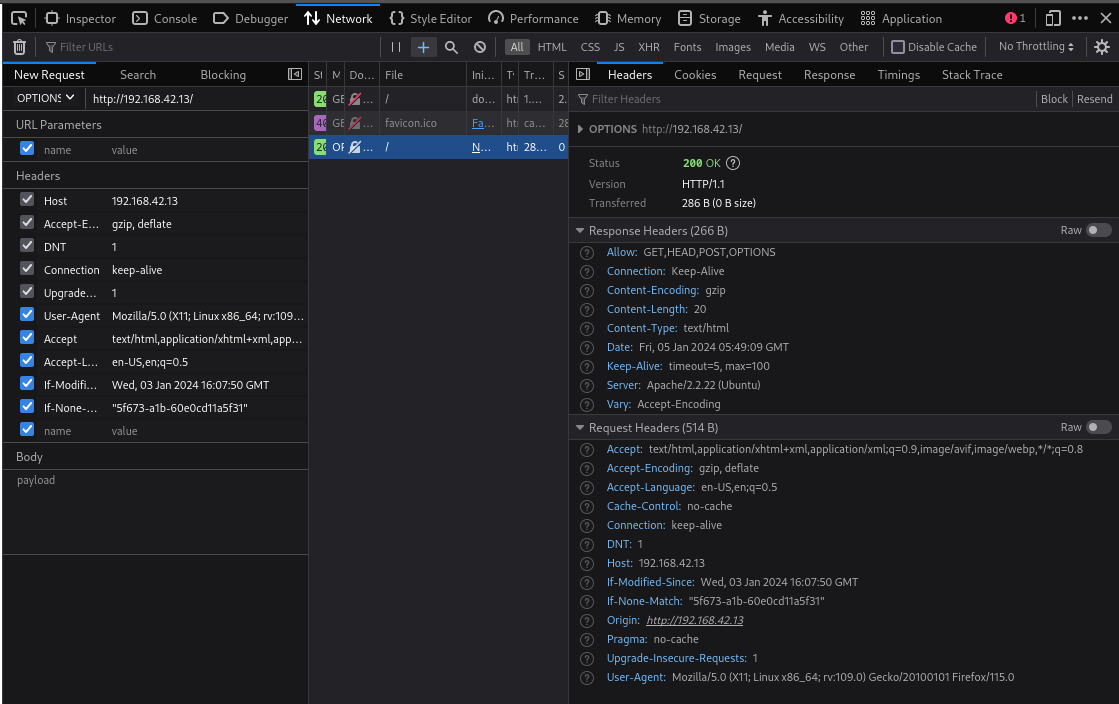 Inspector Console Debugger Network Style Editor Performance Memory Storage Accessibility Application 1
Filter URLs All HTML CSS JS XHR Fonts Images Media WS Other Disable Cache No Throttling
New Request Search Blocking
OPTIONS http://192.168.42.13/
URL Parameters
name value
Headers
Host 192.168.42.13
Accept-E... gzip, deflate
DNT 1
Connection keep-alive
Upgrade... 1
User-Agent Mozilla/5.0 (X11; Linux x86_64; rv:109...
Accept text/html,application/xhtml+xml,app...
Accept-L... en-US,en;q=0.5
If-Modifi... Wed, 03 Jan 2024 16:07:50 GMT
If-None-... "5f673-a1b-60e0cd11a5f31"
name value
Body
payload
St M Do... File Ini... Ty Tr... S
20 GE ... / do... ht 1.... 2.
40 GE ... favicon.ico Fa... ht ca... 28
20 OP ... / N... ht 28... 0
Headers Cookies Request Response Timings Stack Trace
Filter Headers Block Resend
OPTIONS http://192.168.42.13/
Status 200 OK
Version HTTP/1.1
Transferred 286 B (0 B size)
Response Headers (266 B) Raw
Allow: GET,HEAD,POST,OPTIONS
Connection: Keep-Alive
Content-Encoding: gzip
Content-Length: 20
Content-Type: text/html
Date: Fri, 05 Jan 2024 05:49:09 GMT
Keep-Alive: timeout=5, max=100
Server: Apache/2.2.22 (Ubuntu)
Vary: Accept-Encoding
Request Headers (514 B) Raw
Accept: text/html,application/xhtml+xml,application/xml;q=0.9,image/avif,image/webp,*/*;q=0.8
Accept-Encoding: gzip, deflate
Accept-Language: en-US,en;q=0.5
Cache-Control: no-cache
Connection: keep-alive
DNT: 1
Host: 192.168.42.13
If-Modified-Since: Wed, 03 Jan 2024 16:07:50 GMT
If-None-Match: "5f673-a1b-60e0cd11a5f31"
Origin: http://192.168.42.13
Pragma: no-cache
Upgrade-Insecure-Requests: 1
User-Agent: Mozilla/5.0 (X11; Linux x86_64; rv:109.0) Gecko/20100101 Firefox/115.0